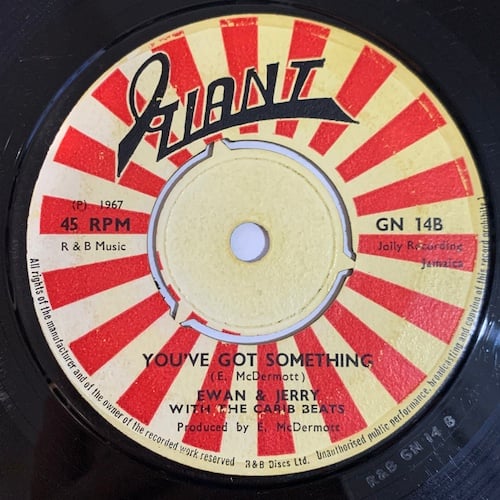 GIANT
(P) 1967
45 RPM
GN 14B
R & B Music
Jolly Recording
Jamaica
YOU'VE GOT SOMETHING
(E. McDermott)
EWAN & JERRY
WITH THE CARIB BEATS
Produced by E. McDermott
R&B Discs Ltd.
All rights of the manufacturer and of the owner of the recorded work reserved
Unauthorised public performance, broadcasting and copying of this record prohibited
R&B GN 14 B